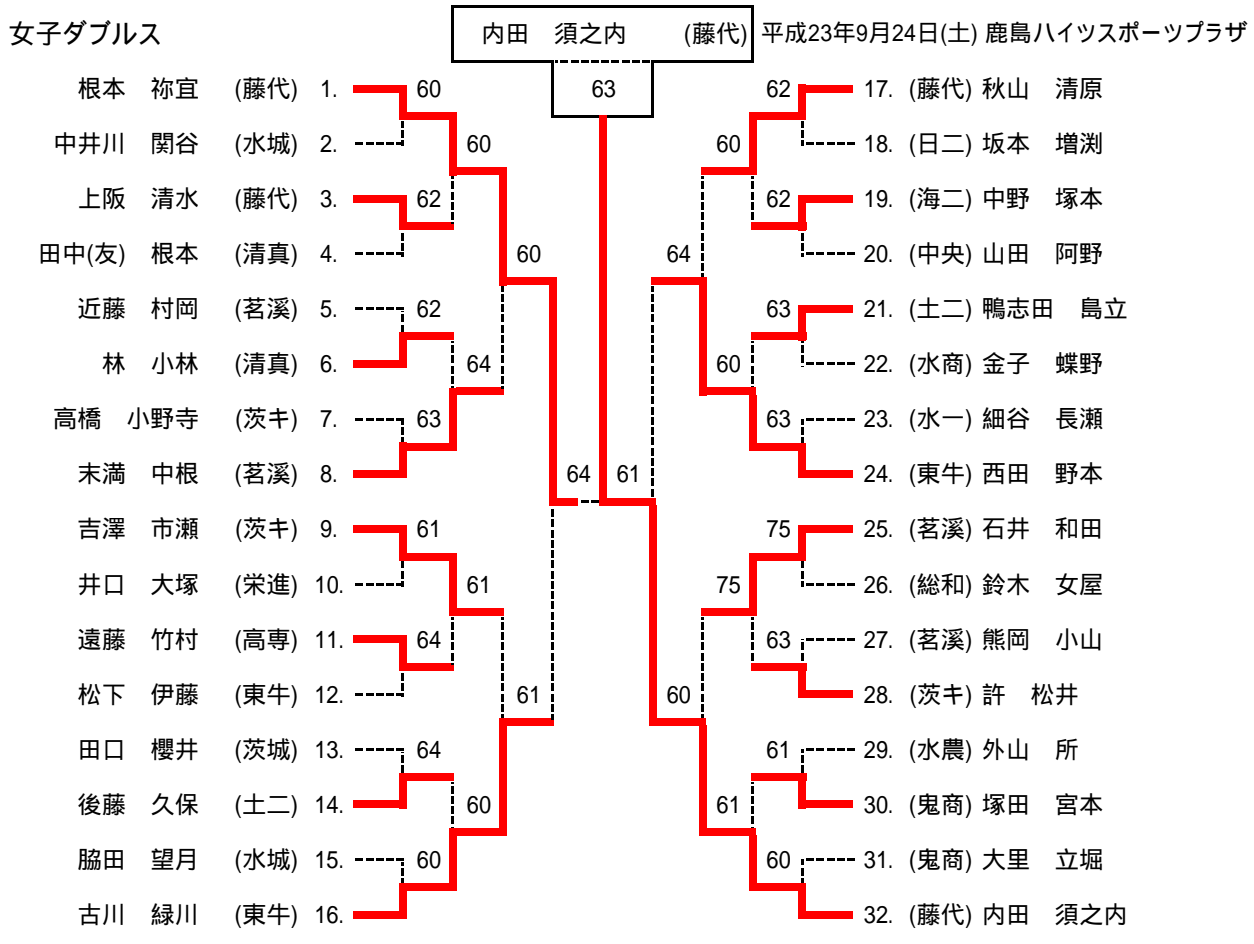 女子ダブルス 内田 須之内 (藤代) 平成23年9月24日(土) 鹿島ハイツスポーツプラザ
63
根本 祢宜 (藤代) 1. 60 62 17. (藤代) 秋山 清原
中井川 関谷 (水城) 2. 60 60 18. (日二) 坂本 増渕
上阪 清水 (藤代) 3. 62 62 19. (海二) 中野 塚本
田中(友) 根本 (清真) 4. 60 64 20. (中央) 山田 阿野
近藤 村岡 (茗溪) 5. 62 63 21. (土二) 鴨志田 島立
林 小林 (清真) 6. 64 60 22. (水商) 金子 蝶野
高橋 小野寺 (茨キ) 7. 63 63 23. (水一) 細谷 長瀬
末満 中根 (茗溪) 8. 64 61 24. (東牛) 西田 野本
吉澤 市瀬 (茨キ) 9. 61 75 25. (茗溪) 石井 和田
井口 大塚 (栄進) 10. 61 75 26. (総和) 鈴木 女屋
遠藤 竹村 (高専) 11. 64 63 27. (茗溪) 熊岡 小山
松下 伊藤 (東牛) 12. 61 60 28. (茨キ) 許 松井
田口 櫻井 (茨城) 13. 64 61 29. (水農) 外山 所
後藤 久保 (土二) 14. 60 61 30. (鬼商) 塚田 宮本
脇田 望月 (水城) 15. 60 60 31. (鬼商) 大里 立堀
古川 緑川 (東牛) 16. 32. (藤代) 内田 須之内